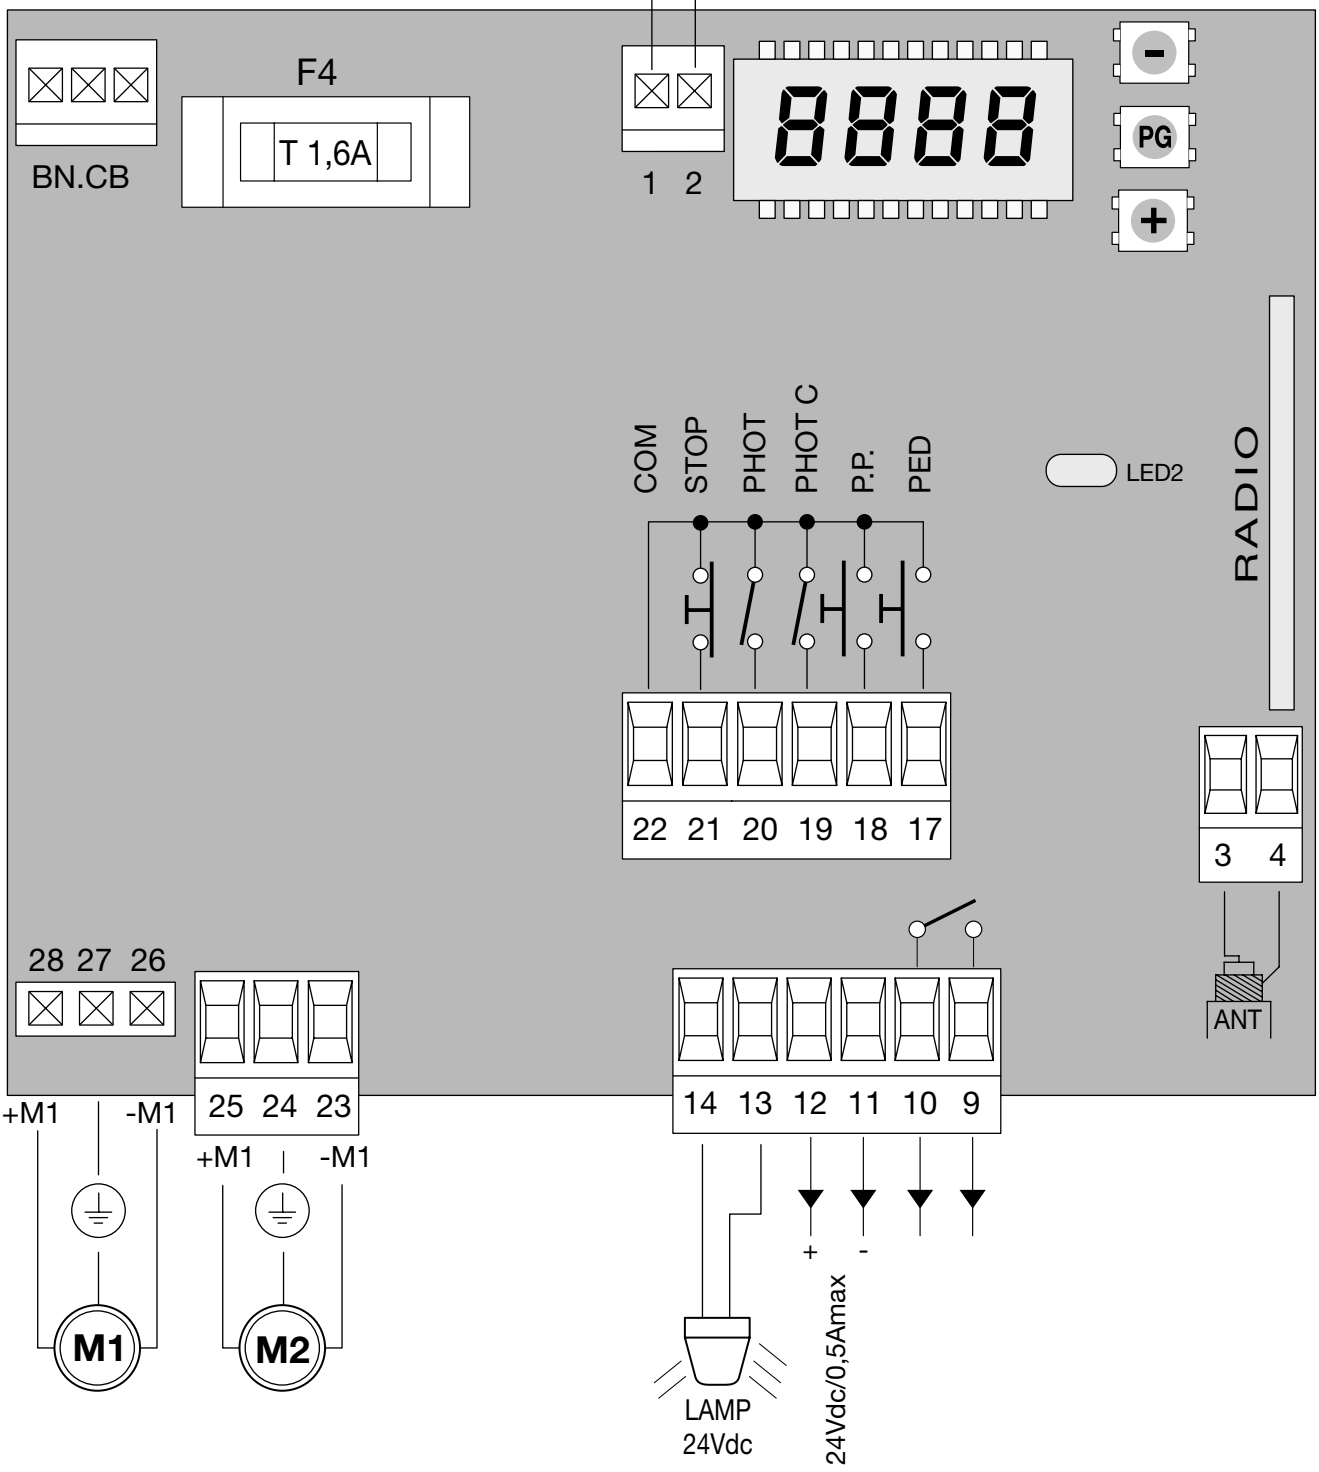 F4
T 1,6A
BN.CB
1 2
8888
-
PG
+
COM
STOP
PHOT
PHOT C
P.P.
PED
LED2
RADIO
22 21 20 19 18 17
3 4
ANT
28 27 26
25 24 23
14 13 12 11 10 9
+M1 -M1
+M1 -M1
+ -
24Vdc/0,5Amax
M1
M2
LAMP
24Vdc